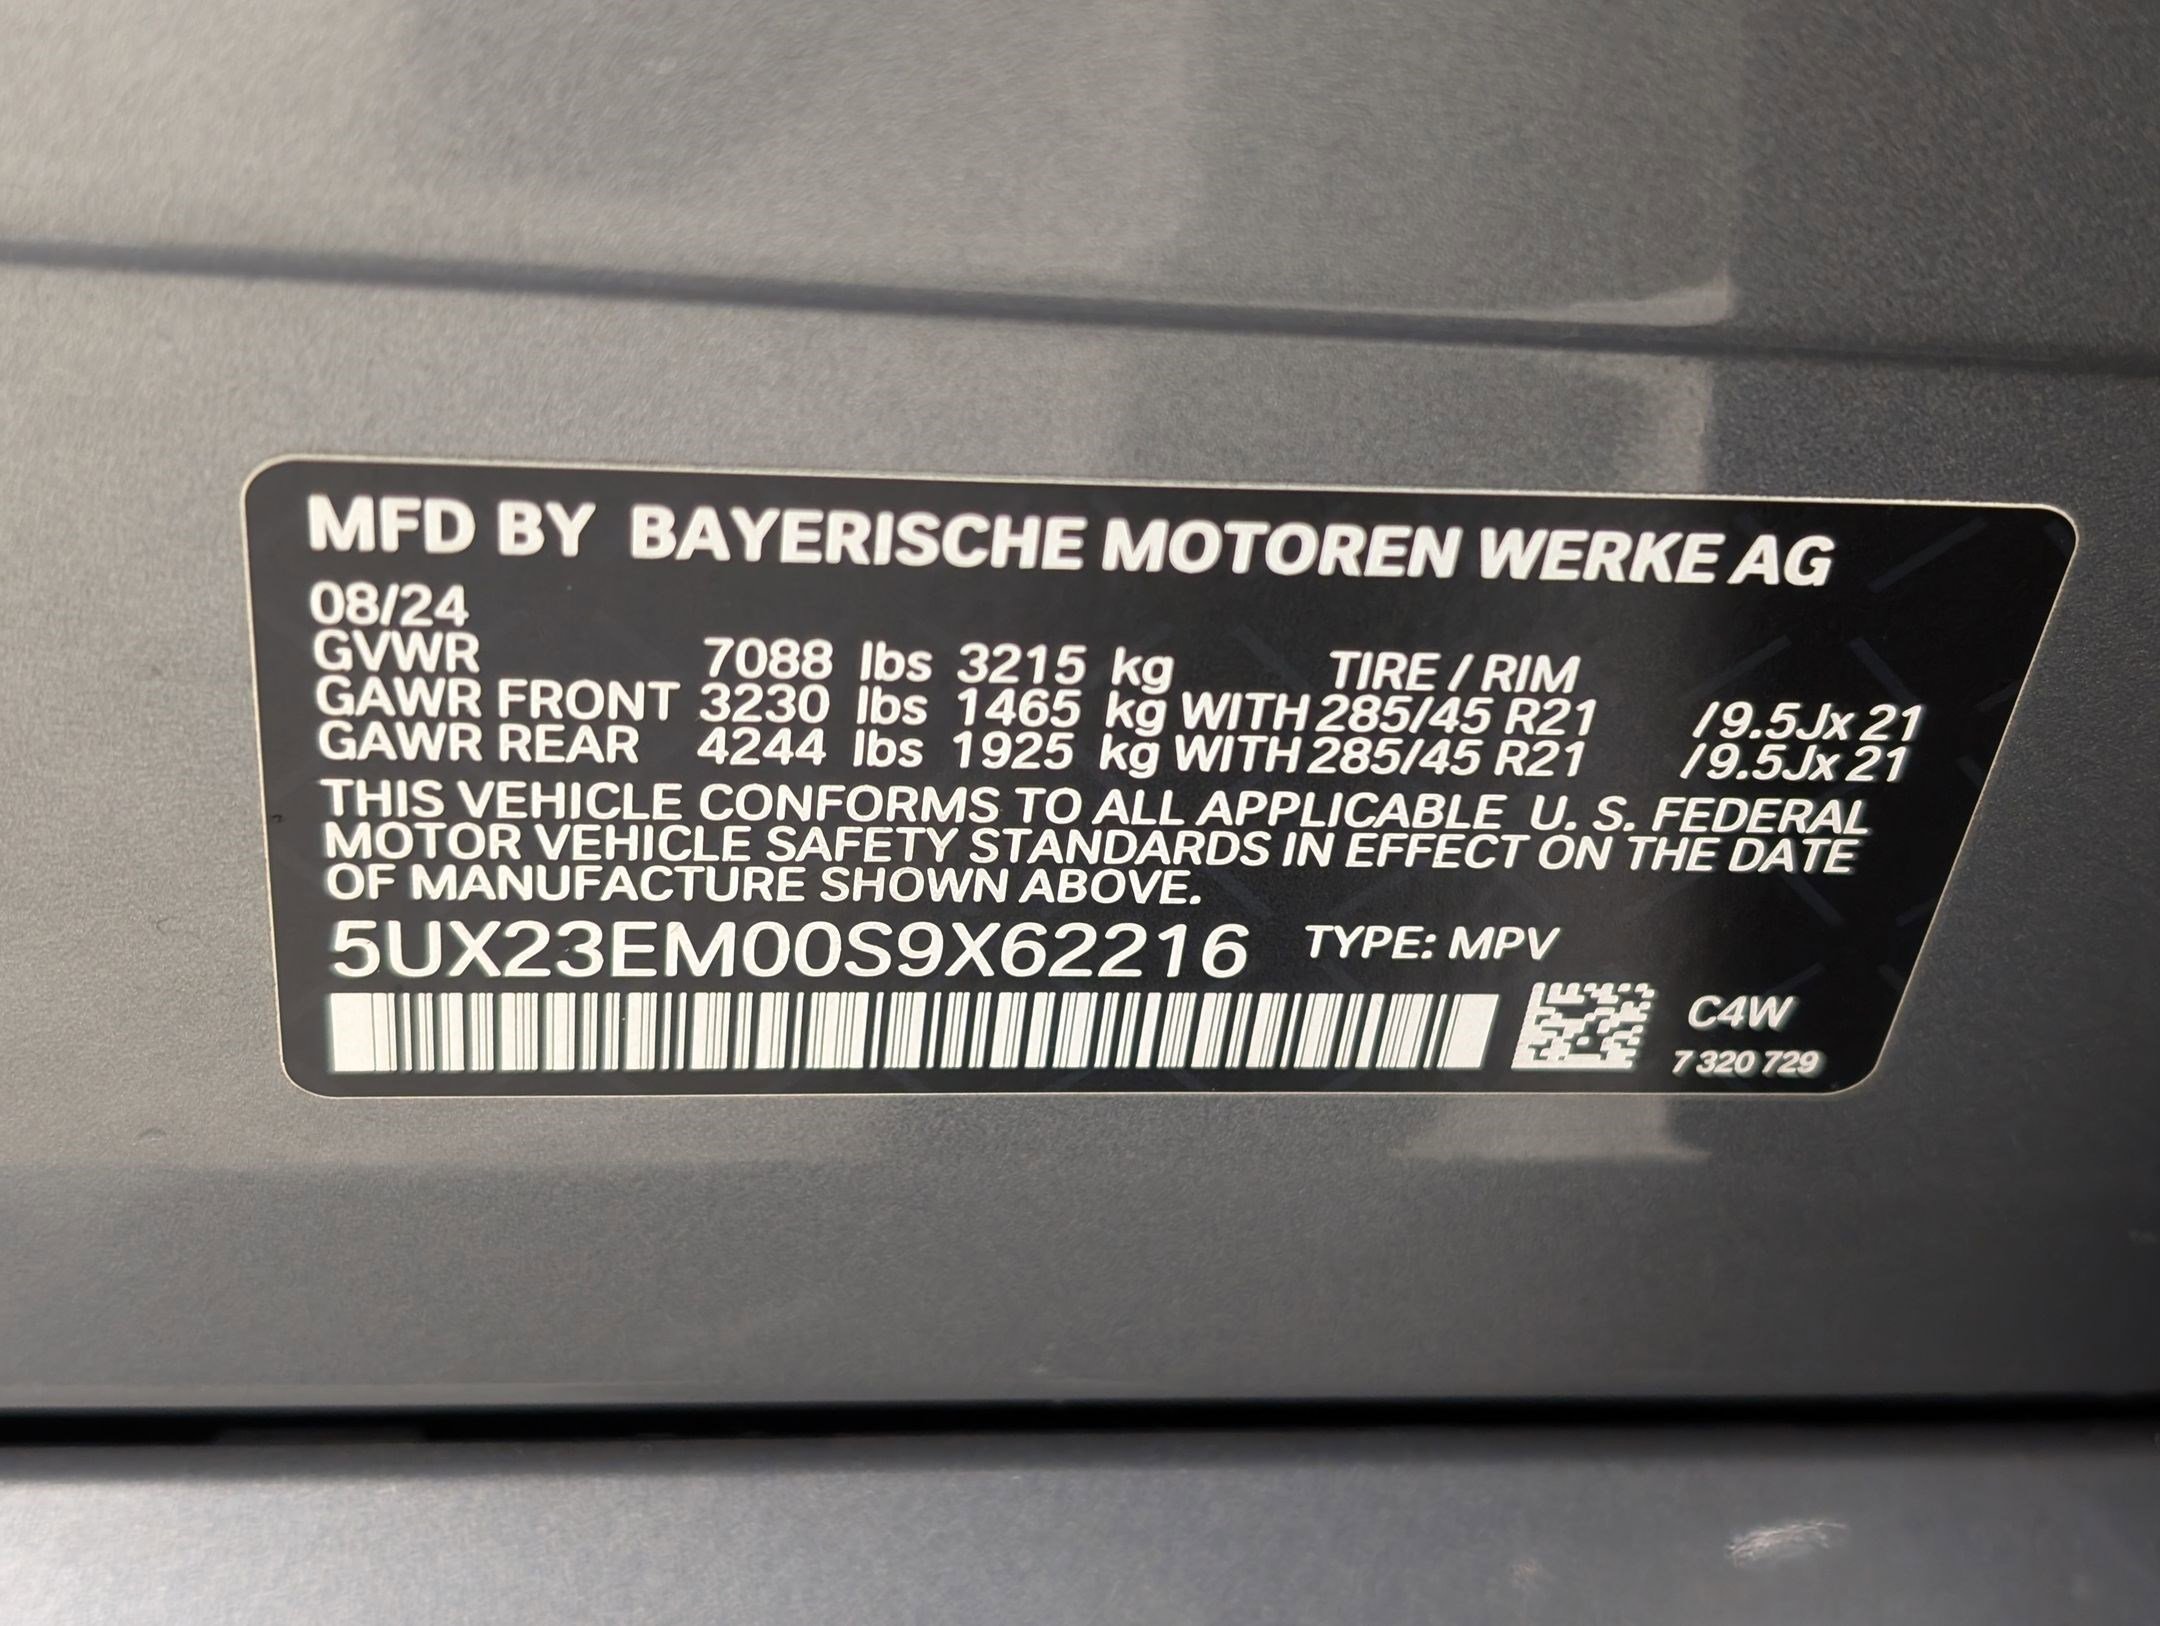 MFD BY BAYERISCHE MOTOREN WERKE AG
08/24
GVWR 7088 lbs 3215 kg TIRE / RIM
GAWR FRONT 3230 lbs 1465 kg WITH 285/45 R21 /9.5Jx 21
GAWR REAR 4244 lbs 1925 kg WITH 285/45 R21 /9.5Jx 21
THIS VEHICLE CONFORMS TO ALL APPLICABLE U. S. FEDERAL
MOTOR VEHICLE SAFETY STANDARDS IN EFFECT ON THE DATE
OF MANUFACTURE SHOWN ABOVE.
5UX23EM00S9X62216 TYPE: MPV
C4W
7 320 729